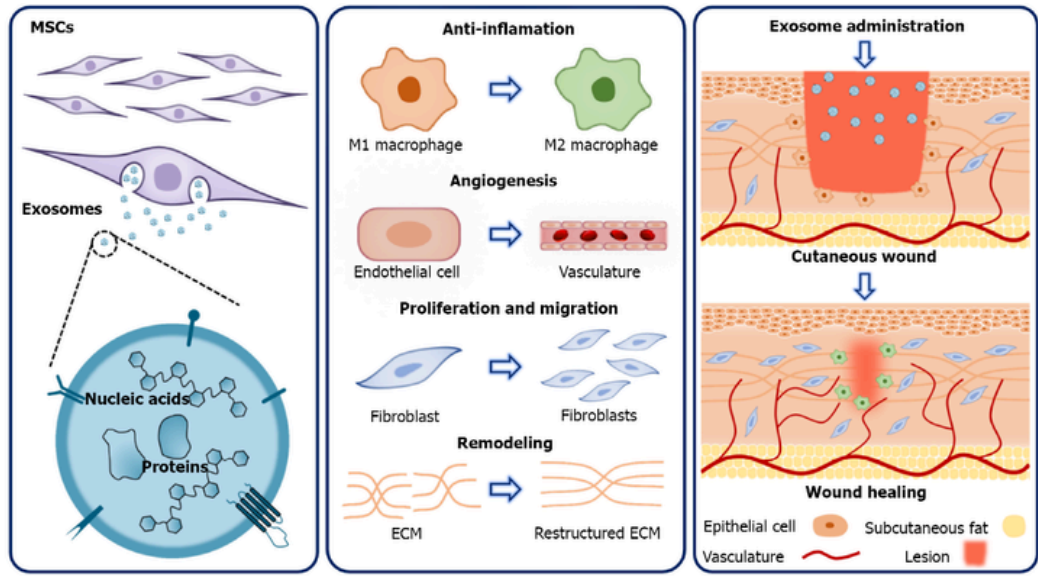 MSCs
Exosomes
Nucleic acids
Proteins
Anti-inflamation
M1 macrophage
M2 macrophage
Angiogenesis
Endothelial cell
Vasculature
Proliferation and migration
Fibroblast
Fibroblasts
Remodeling
ECM
Restructured ECM
Exosome administration
Cutaneous wound
Wound healing
Epithelial cell
Subcutaneous fat
Vasculature
Lesion